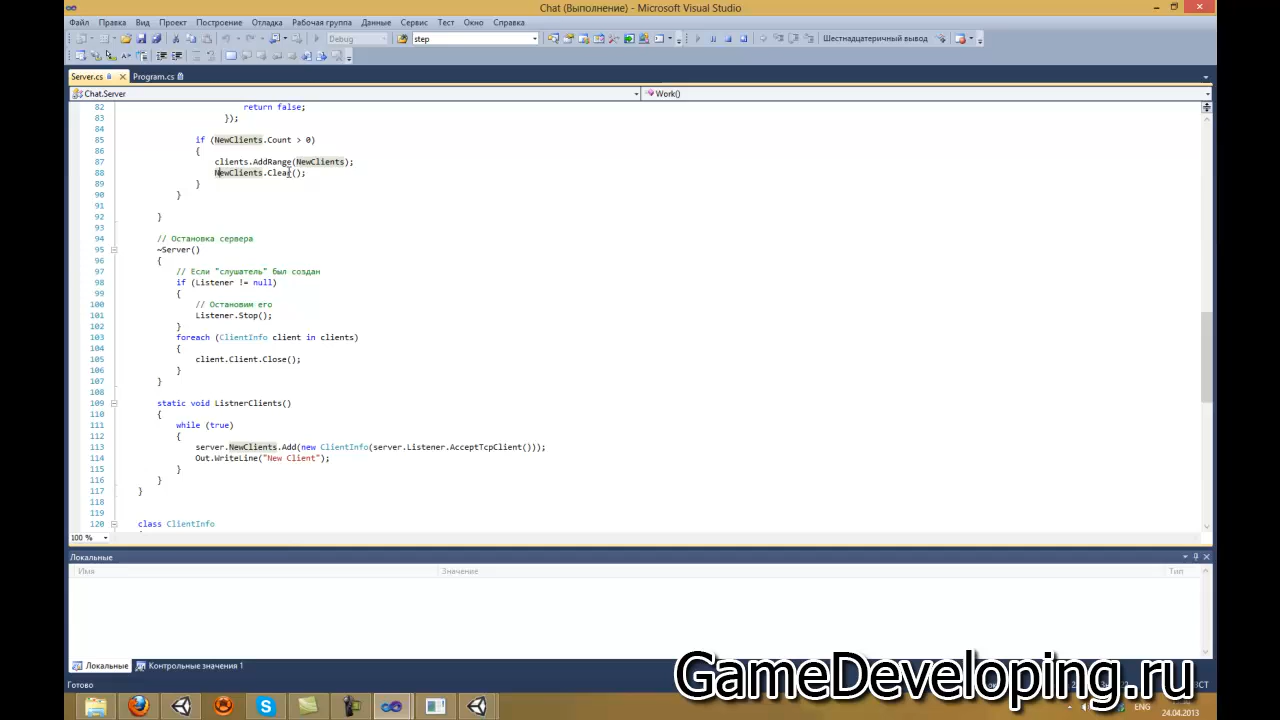 Chat (Выполнение) - Microsoft Visual Studio
Файл Правка Вид Проект Построение Отладка Рабочая группа Данные Сервис Тест Окно Справка
Debug step Шестнадцатеричный вывод
Server.cs Program.cs
Chat.Server Work()
82 return false;
83 });
84
85 if (NewClients.Count > 0)
86 {
87 clients.AddRange(NewClients);
88 NewClients.Clear();
89 }
90 }
91
92 }
93
94 // Остановка сервера
95 ~Server()
96 {
97 // Если "слушатель" был создан
98 if (Listener != null)
99 {
100 // Остановим его
101 Listener.Stop();
102 }
103 foreach (ClientInfo client in clients)
104 {
105 client.Client.Close();
106 }
107 }
108
109 static void ListnerClients()
110 {
111 while (true)
112 {
113 server.NewClients.Add(new ClientInfo(server.Listener.AcceptTcpClient()));
114 Out.WriteLine("New Client");
115 }
116 }
117 }
118
119
120 class ClientInfo
100 %
Локальные
Имя Значение Тип
Локальные Контрольные значения 1
Готово
GameDeveloping.ru
ENG
24.04.2013